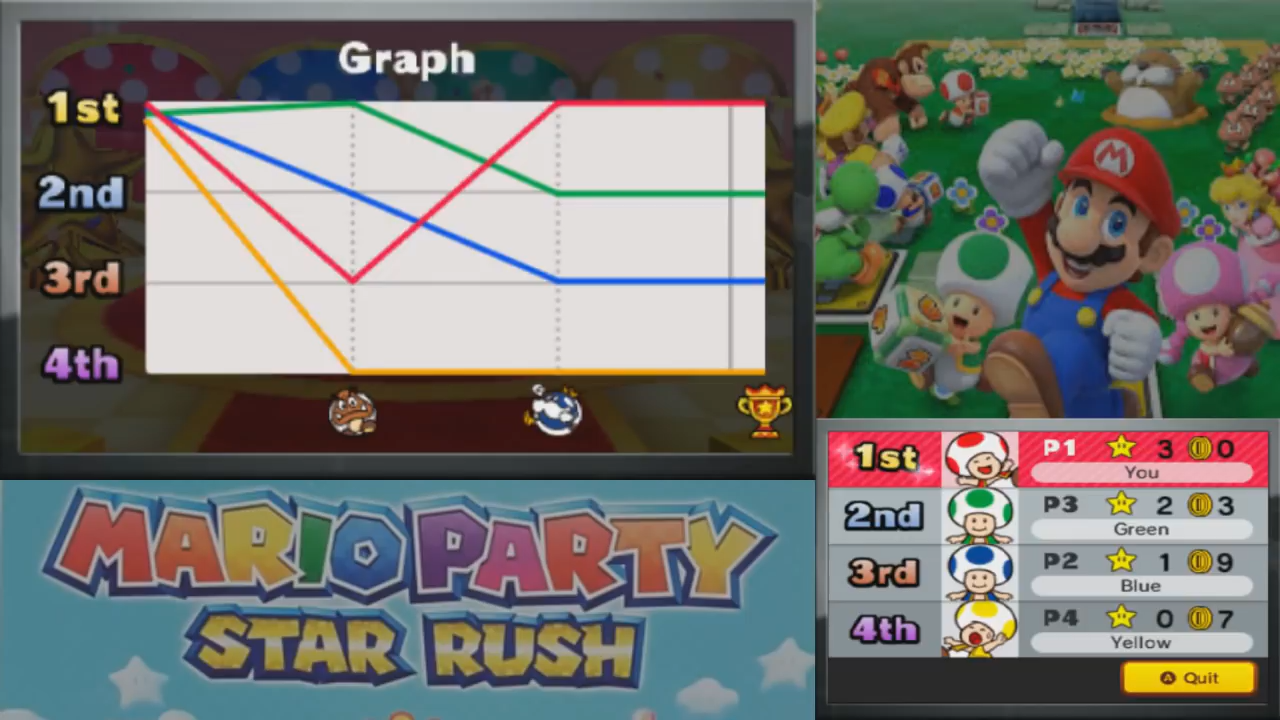 Graph
1st
2nd
3rd
4th
M
MARIO PARTY
STAR RUSH
1st P1 3 0
You
2nd P3 2 3
Green
3rd P2 1 9
Blue
4th P4 0 7
Yellow
A Quit